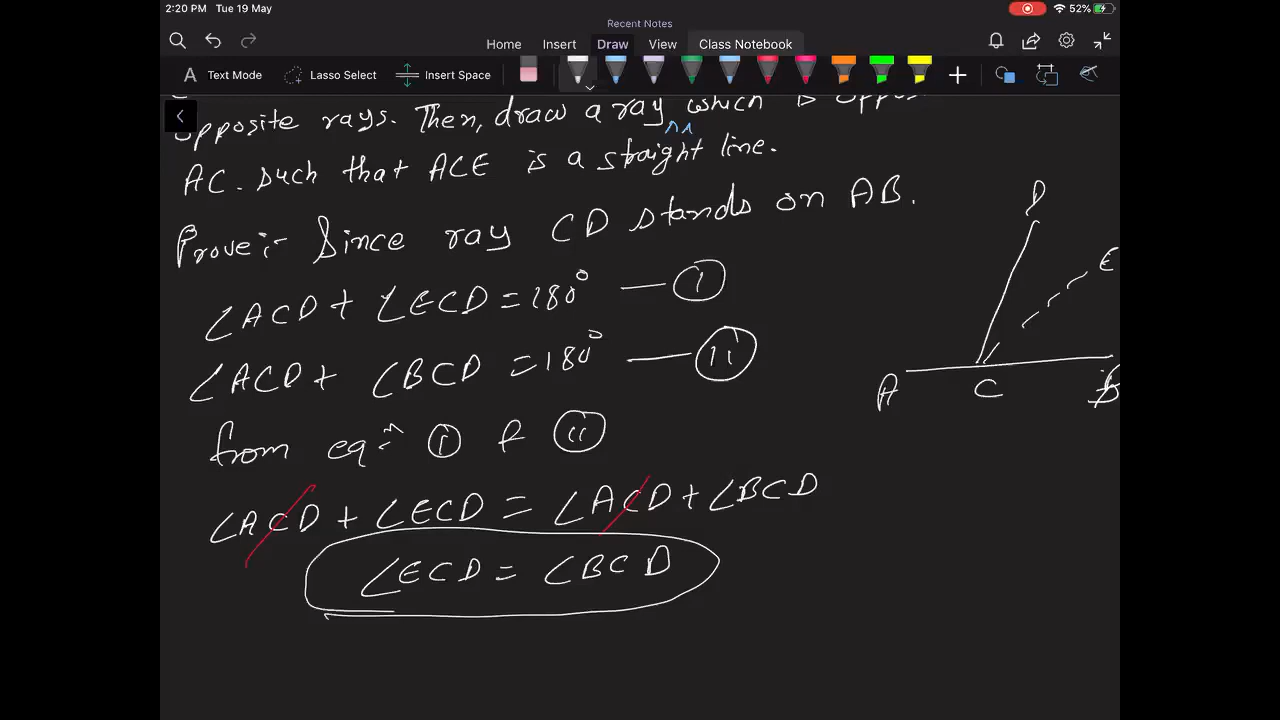 2:20 PM Tue 19 May
52%
Recent Notes
Home Insert Draw View Class Notebook
Text Mode Lasso Select Insert Space
opposite rays. Then, draw a ray which is oppos
AC. such that ACE is a straight line.
Prove:- Since ray CD stands on AB.
∠ACD + ∠ECD = 180° — (i)
∠ACD + ∠BCD = 180° — (ii)
from eqn (i) & (ii)
∠ACD + ∠ECD = ∠ACD + ∠BCD
∠ECD = ∠BCD
D
E
A C B